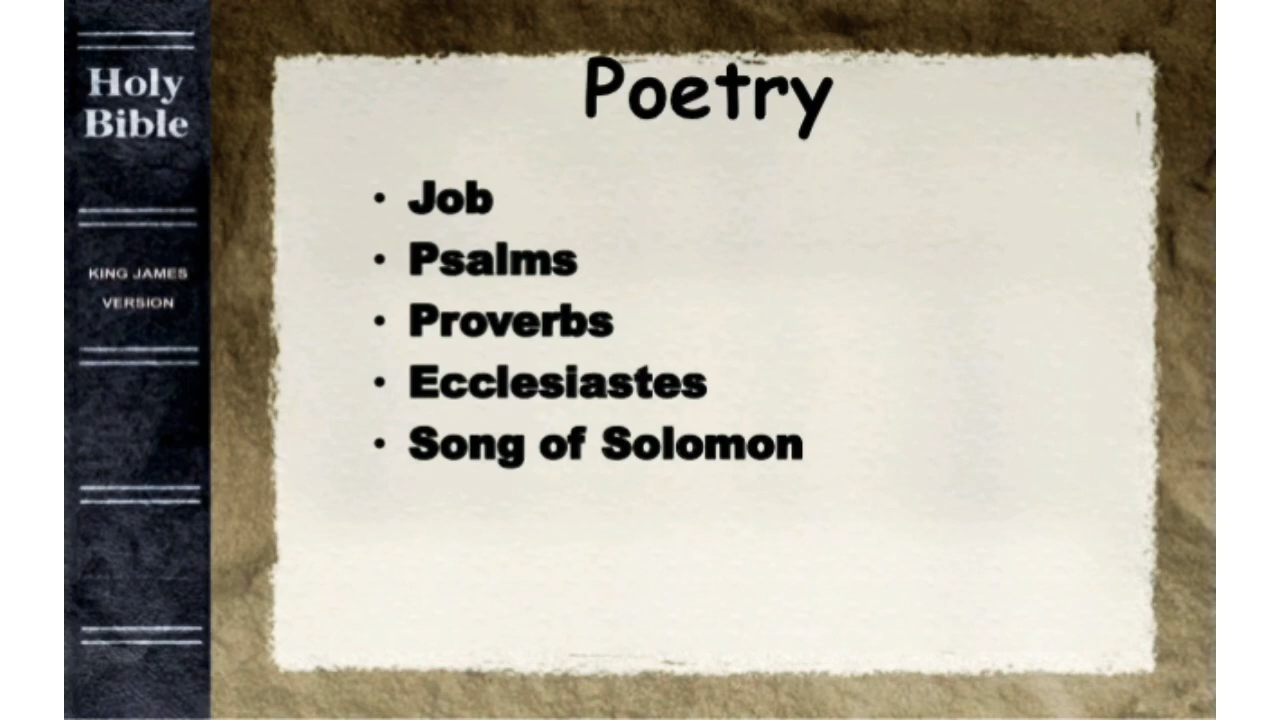 Holy
Bible
KING JAMES
VERSION
Poetry
• Job
• Psalms
• Proverbs
• Ecclesiastes
• Song of Solomon